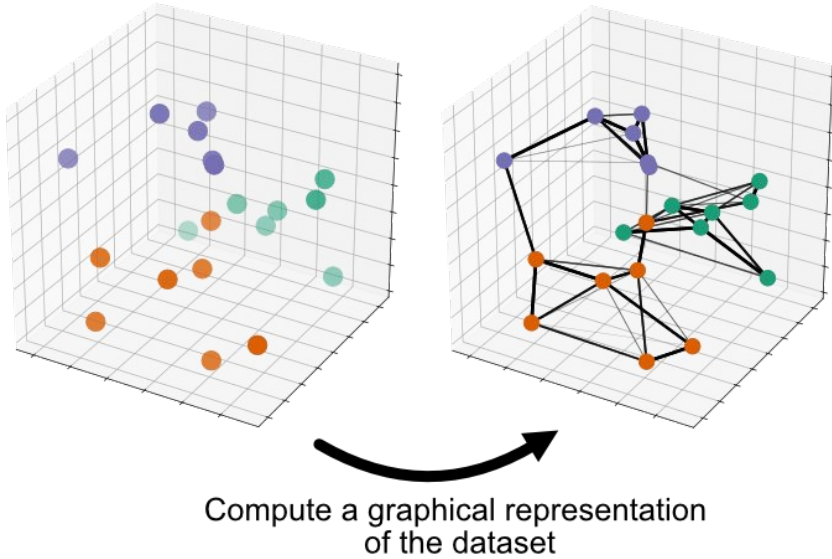 Compute a graphical representation
of the dataset